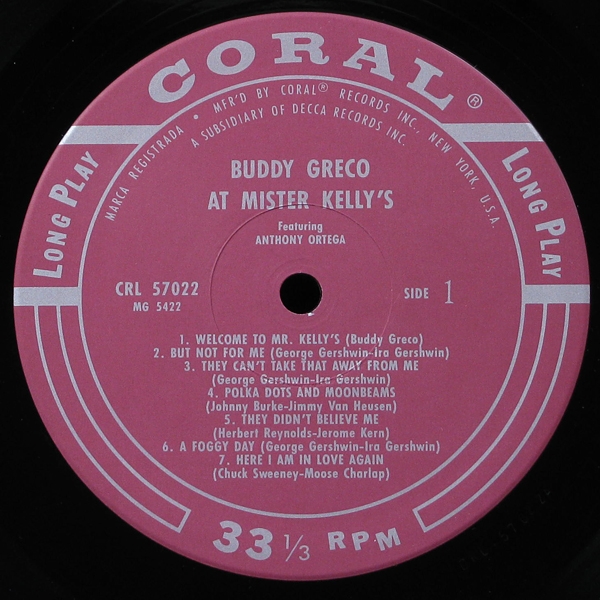 CORAL®
MARCA REGISTRADA • MFR'D BY CORAL® RECORDS INC., NEW YORK, U.S.A.
A SUBSIDIARY OF DECCA RECORDS INC.
LONG PLAY
LONG PLAY
BUDDY GRECO
AT MISTER KELLY'S
Featuring
ANTHONY ORTEGA
CRL 57022
MG 5422
SIDE 1
1. WELCOME TO MR. KELLY'S (Buddy Greco)
2. BUT NOT FOR ME (George Gershwin-Ira Gershwin)
3. THEY CAN'T TAKE THAT AWAY FROM ME
(George Gershwin-Ira Gershwin)
4. POLKA DOTS AND MOONBEAMS
(Johnny Burke-Jimmy Van Heusen)
5. THEY DIDN'T BELIEVE ME
(Herbert Reynolds-Jerome Kern)
6. A FOGGY DAY (George Gershwin-Ira Gershwin)
7. HERE I AM IN LOVE AGAIN
(Chuck Sweeney-Moose Charlap)
33 1/3 RPM